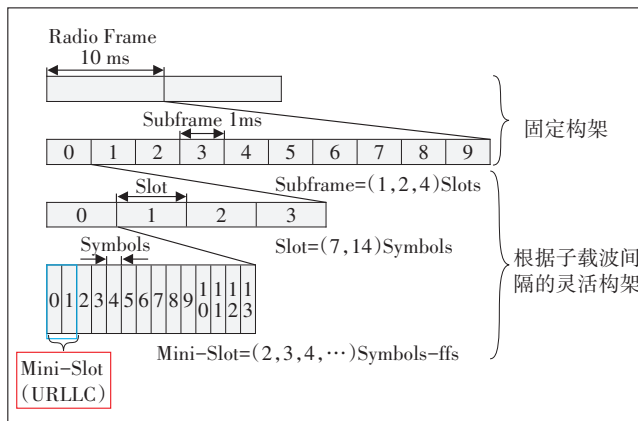 Radio Frame
10 ms
Subframe 1ms
0 1 2 3 4 5 6 7 8 9
固定构架
Subframe=(1,2,4)Slots
Slot
0 1 2 3
Slot=(7,14)Symbols
Symbols
0 1 2 3 4 5 6 7 8 9 10 11 12 13
根据子载波间
隔的灵活构架
Mini-Slot=(2,3,4,…)Symbols-ffs
Mini-Slot
(URLLC)